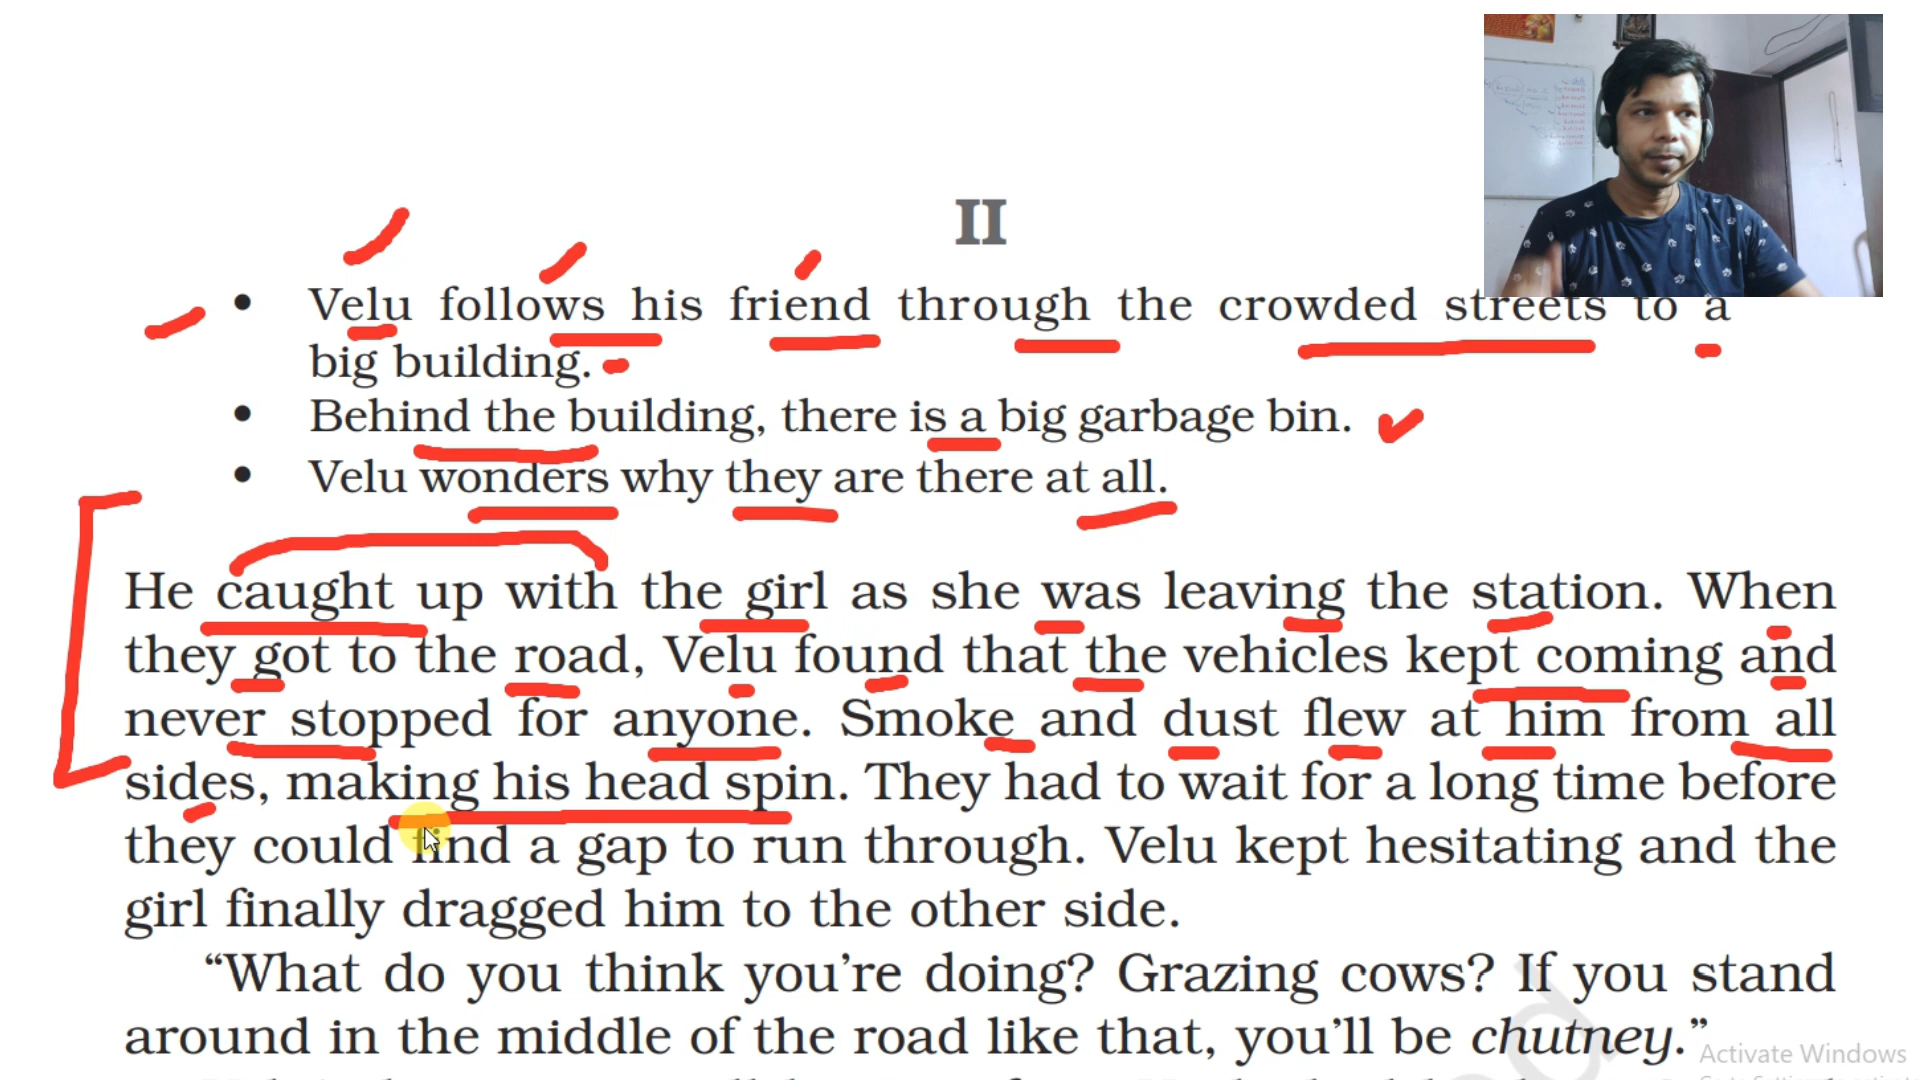 II
• Velu follows his friend through the crowded streets to a
big building.
• Behind the building, there is a big garbage bin.
• Velu wonders why they are there at all.
He caught up with the girl as she was leaving the station. When
they got to the road, Velu found that the vehicles kept coming and
never stopped for anyone. Smoke and dust flew at him from all
sides, making his head spin. They had to wait for a long time before
they could find a gap to run through. Velu kept hesitating and the
girl finally dragged him to the other side.
“What do you think you’re doing? Grazing cows? If you stand
around in the middle of the road like that, you’ll be chutney.”
Activate Windows